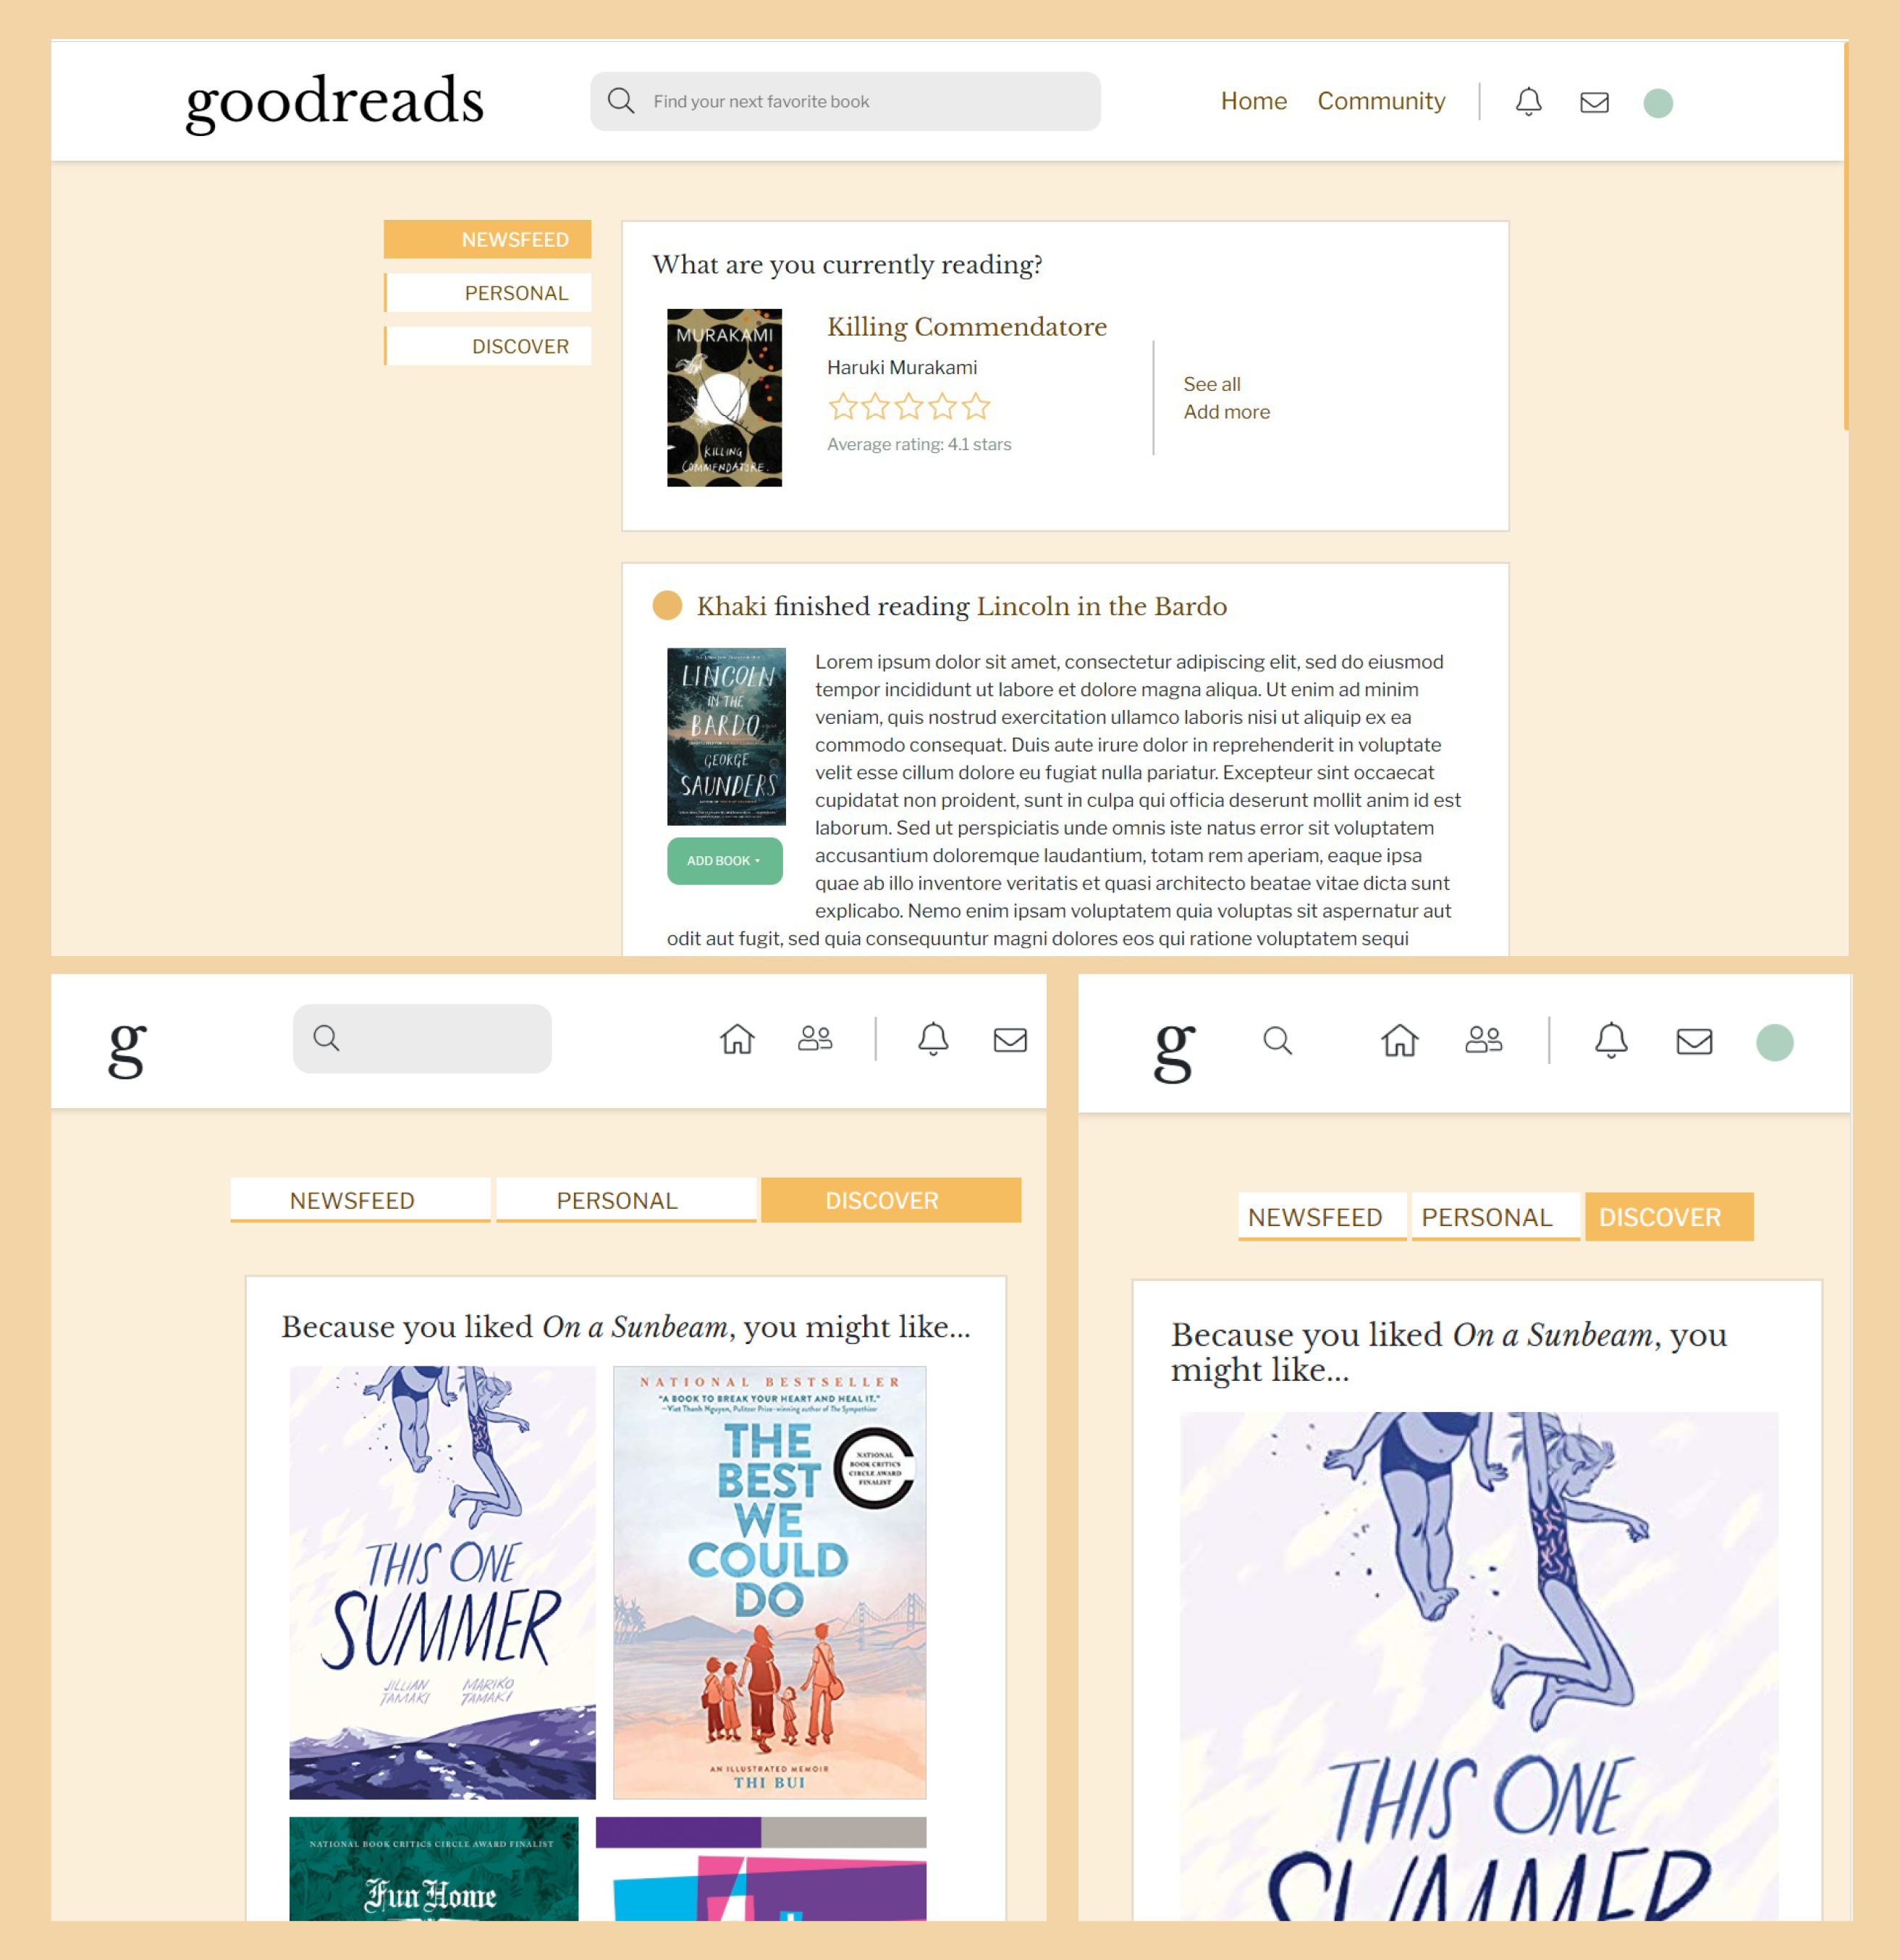 goodreads
Find your next favorite book
Home
Community
NEWSFEED
PERSONAL
DISCOVER
What are you currently reading?
MURAKAMI
KILLING
COMMENDATORE
Killing Commendatore
Haruki Murakami
Average rating: 4.1 stars
See all
Add more
Khaki finished reading Lincoln in the Bardo
LINCOLN
IN THE
BARDO
GEORGE
SAUNDERS
ADD BOOK
Lorem ipsum dolor sit amet, consectetur adipiscing elit, sed do eiusmod
tempor incididunt ut labore et dolore magna aliqua. Ut enim ad minim
veniam, quis nostrud exercitation ullamco laboris nisi ut aliquip ex ea
commodo consequat. Duis aute irure dolor in reprehenderit in voluptate
velit esse cillum dolore eu fugiat nulla pariatur. Excepteur sint occaecat
cupidatat non proident, sunt in culpa qui officia deserunt mollit anim id est
laborum. Sed ut perspiciatis unde omnis iste natus error sit voluptatem
accusantium doloremque laudantium, totam rem aperiam, eaque ipsa
quae ab illo inventore veritatis et quasi architecto beatae vitae dicta sunt
explicabo. Nemo enim ipsam voluptatem quia voluptas sit aspernatur aut
odit aut fugit, sed quia consequuntur magni dolores eos qui ratione voluptatem sequi
g
NEWSFEED
PERSONAL
DISCOVER
Because you liked On a Sunbeam, you might like...
THIS ONE
SUMMER
JILLIAN TAMAKI
MARIKO TAMAKI
NATIONAL BESTSELLER
"A BOOK TO BREAK YOUR HEART AND HEAL IT."
—Viet Thanh Nguyen, Pulitzer Prize-winning author of The Sympathizer
THE
BEST
WE
COULD
DO
NATIONAL
BOOK CRITICS
CIRCLE AWARD
FINALIST
AN ILLUSTRATED MEMOIR
THI BUI
NATIONAL BOOK CRITICS CIRCLE AWARD FINALIST
Fun Home
g
NEWSFEED
PERSONAL
DISCOVER
Because you liked On a Sunbeam, you
might like...
THIS ONE
SUMMER